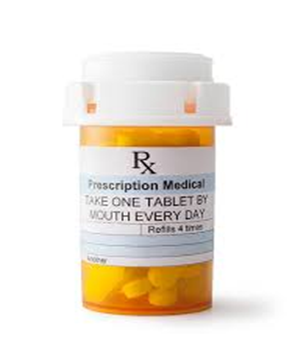 Rx
Prescription Medical
TAKE ONE TABLET BY
MOUTH EVERY DAY
Refills 4 times